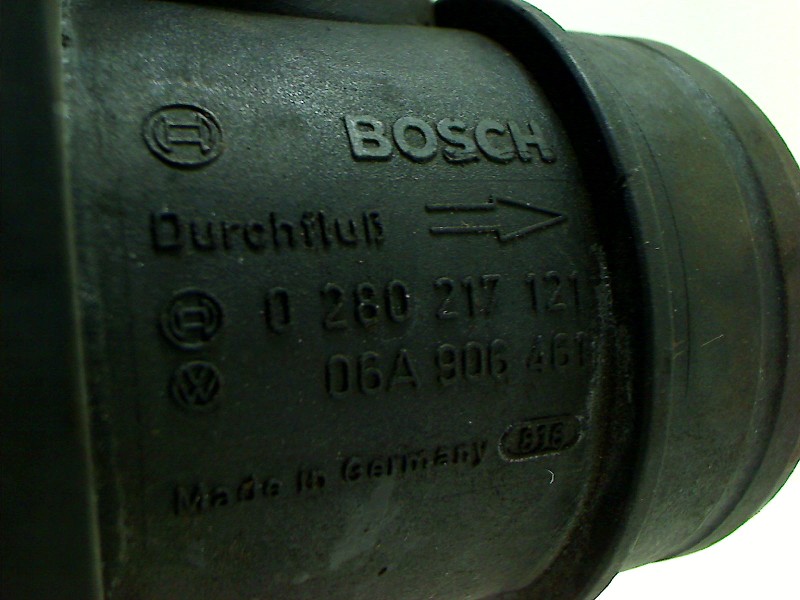 BOSCH
Durchfluß
0 280 217 121
06A 906 461
Made in Germany